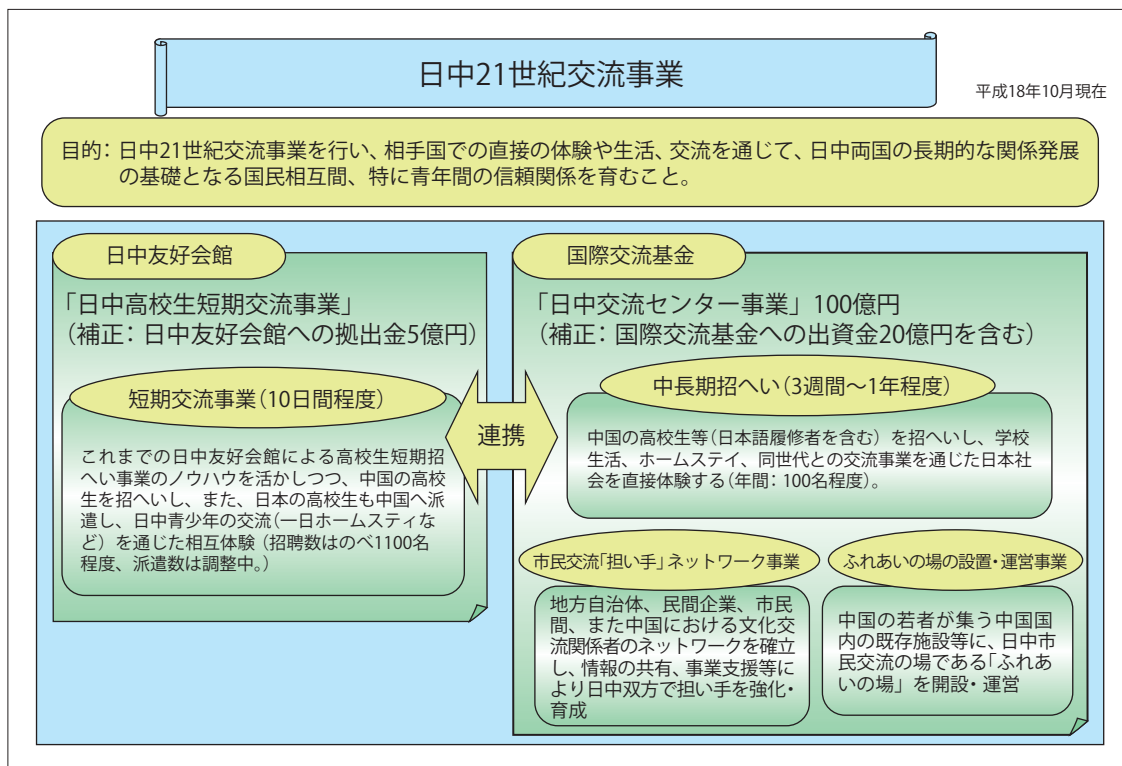 日中21世紀交流事業
平成18年10月現在
目的：日中21世紀交流事業を行い、相手国での直接の体験や生活、交流を通じて、日中両国の長期的な関係発展
の基礎となる国民相互間、特に青年間の信頼関係を育むこと。
日中友好会館
「日中高校生短期交流事業」
（補正：日中友好会館への拠出金5億円）
短期交流事業（10日間程度）
これまでの日中友好会館による高校生短期招
へい事業のノウハウを活かしつつ、中国の高校
生を招へいし、また、日本の高校生も中国へ派
遣し、日中青少年の交流（一日ホームスティな
ど）を通じた相互体験（招聘数はのべ1100名
程度、派遣数は調整中。）
連携
国際交流基金
「日中交流センター事業」100億円
（補正：国際交流基金への出資金20億円を含む）
中長期招へい（3週間～1年程度）
中国の高校生等（日本語履修者を含む）を招へいし、学校
生活、ホームステイ、同世代との交流事業を通じた日本社
会を直接体験する（年間：100名程度）。
市民交流「担い手」ネットワーク事業
地方自治体、民間企業、市民
間、また中国における文化交
流関係者のネットワークを確立
し、情報の共有、事業支援等に
より日中双方で担い手を強化・
育成
ふれあいの場の設置・運営事業
中国の若者が集う中国国
内の既存施設等に、日中市
民交流の場である「ふれあ
いの場」を開設・運営